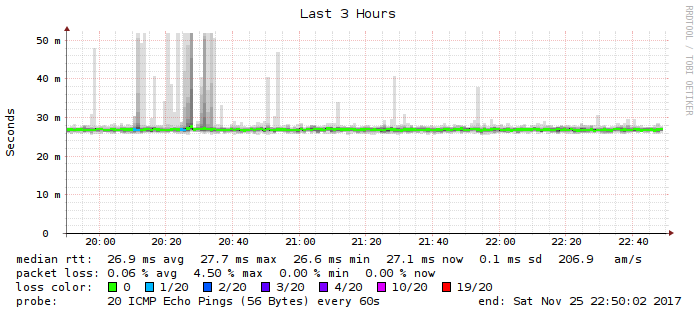 Last 3 Hours
RRDTOOL / TOBI OETIKER
Seconds
50 m
40 m
30 m
20 m
10 m
0
20:00 20:20 20:40 21:00 21:20 21:40 22:00 22:20 22:40
median rtt: 26.9 ms avg 27.7 ms max 26.6 ms min 27.1 ms now 0.1 ms sd 206.9 am/s
packet loss: 0.06 % avg 4.50 % max 0.00 % min 0.00 % now
loss color: 0 1/20 2/20 3/20 4/20 10/20 19/20
probe: 20 ICMP Echo Pings (56 Bytes) every 60s end: Sat Nov 25 22:50:02 2017